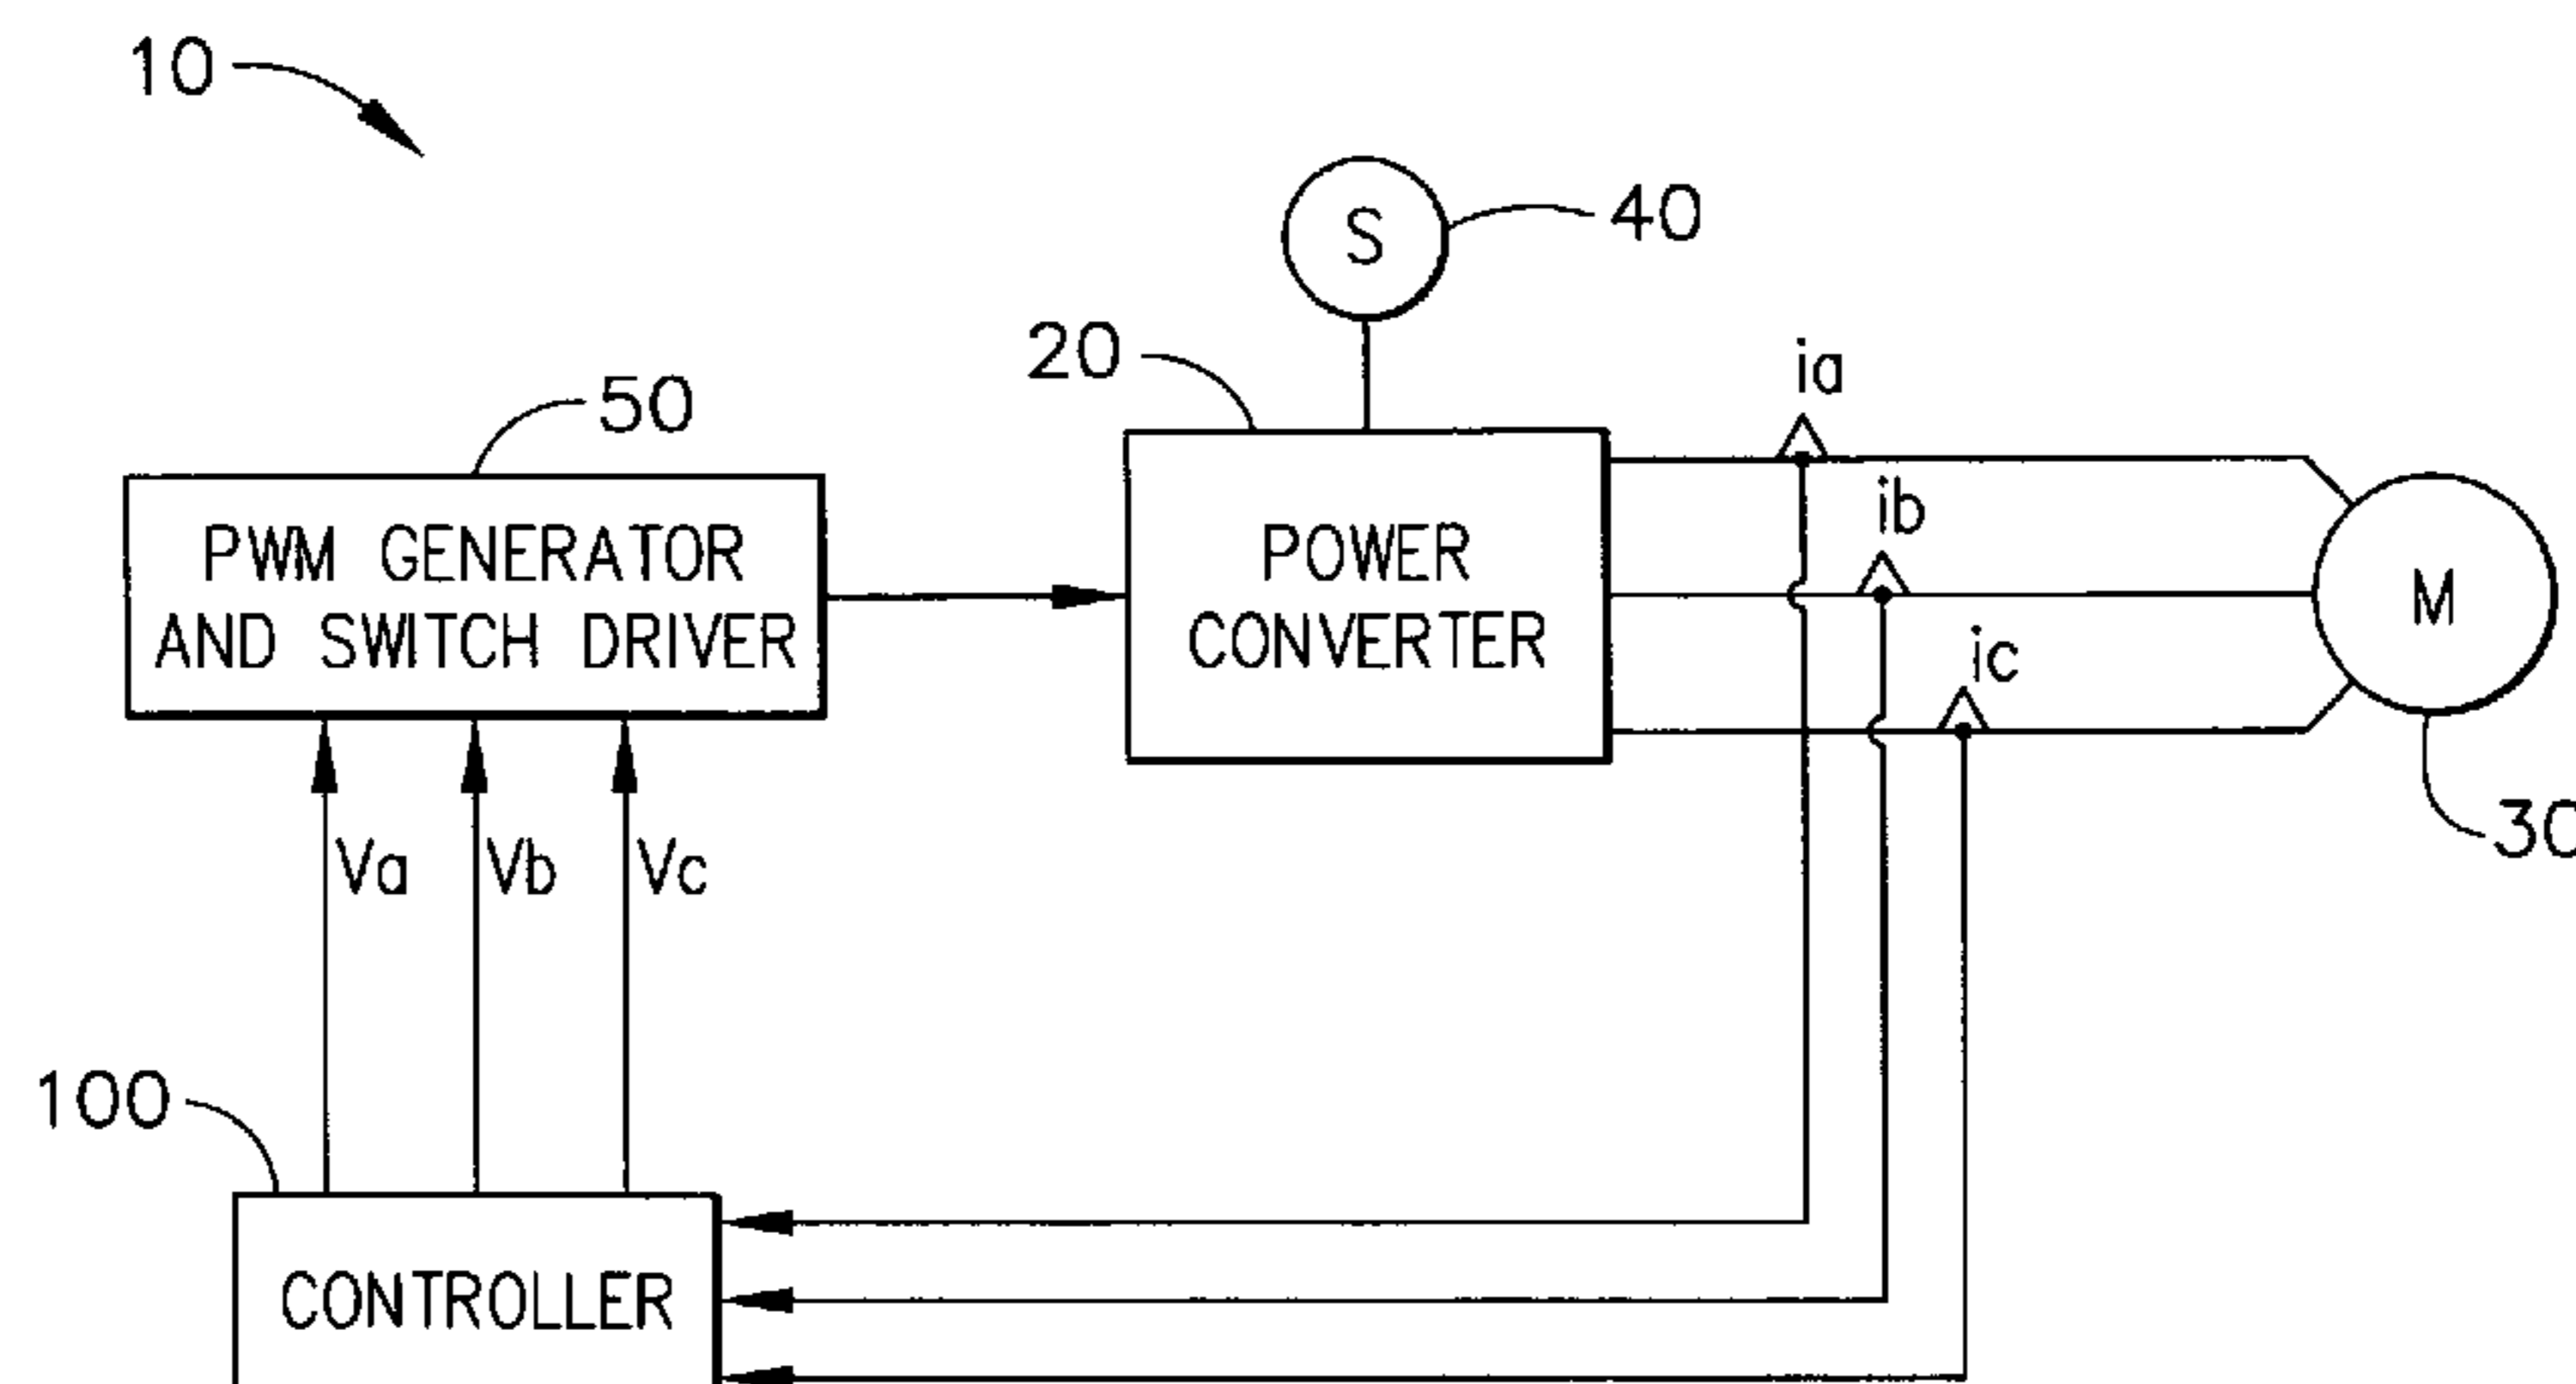 10
S
40
20
ia
50
ib
PWM GENERATOR
AND SWITCH DRIVER
POWER
CONVERTER
M
ic
30
Va
Vb
Vc
100
CONTROLLER